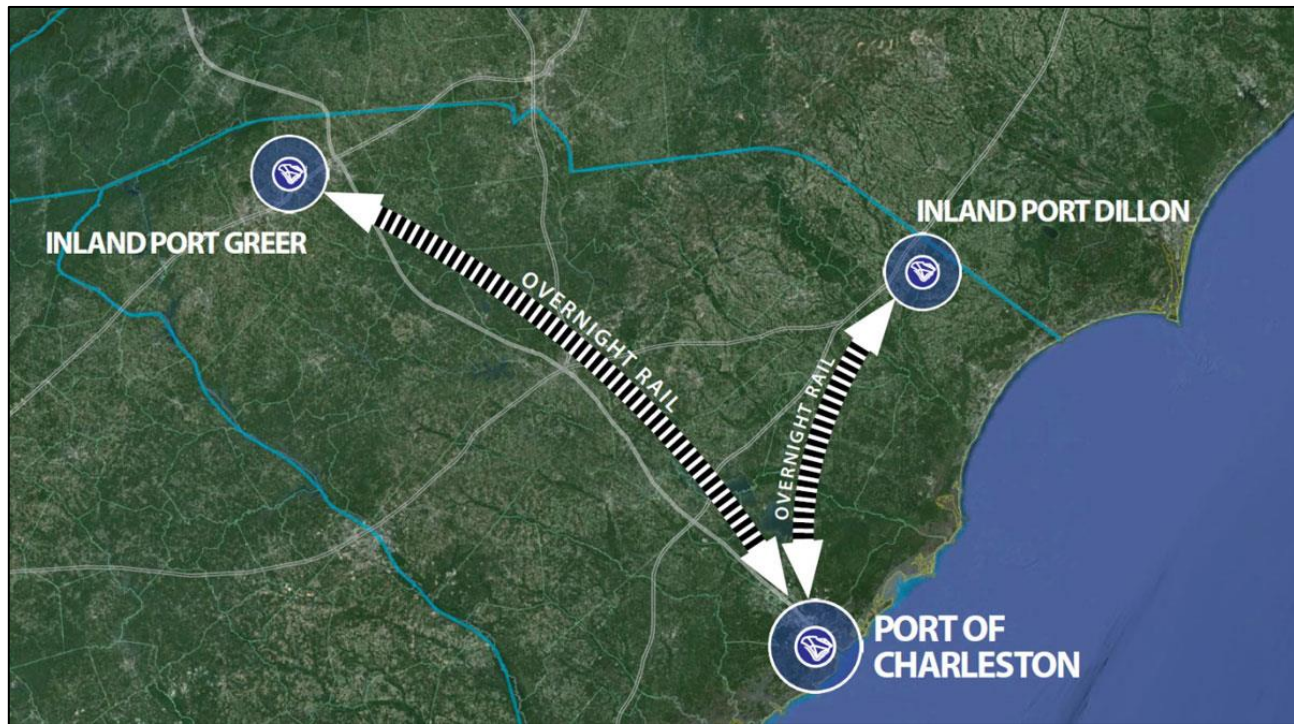 INLAND PORT GREER
INLAND PORT DILLON
OVERNIGHT RAIL
OVERNIGHT RAIL
PORT OF
CHARLESTON